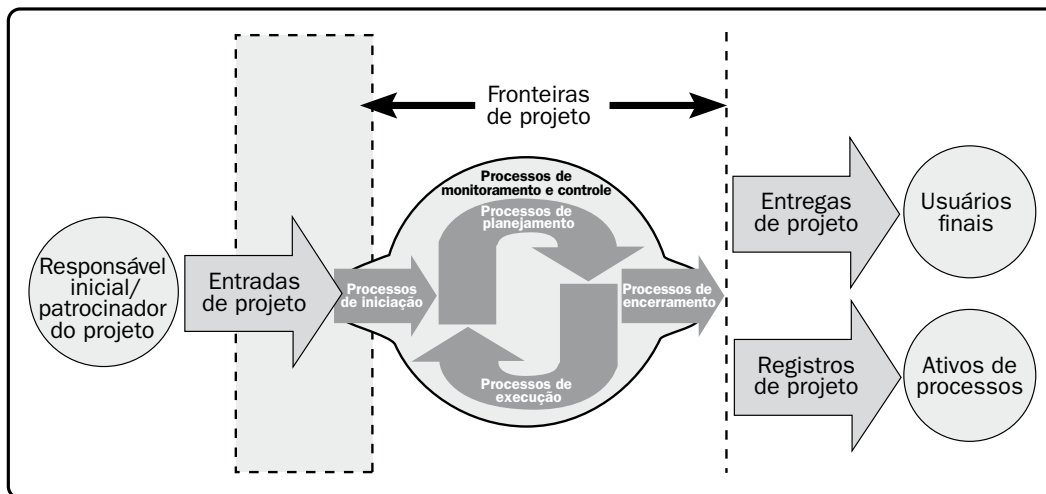 Fronteiras
de projeto
Processos de
monitoramento e controle
Processos de
planejamento
Responsável
inicial/
patrocinador
do projeto
Entradas
de projeto
Processos
de iniciação
Processos de
encerramento
Processos de
execução
Entregas
de projeto
Usuários
finais
Registros
de projeto
Ativos de
processos